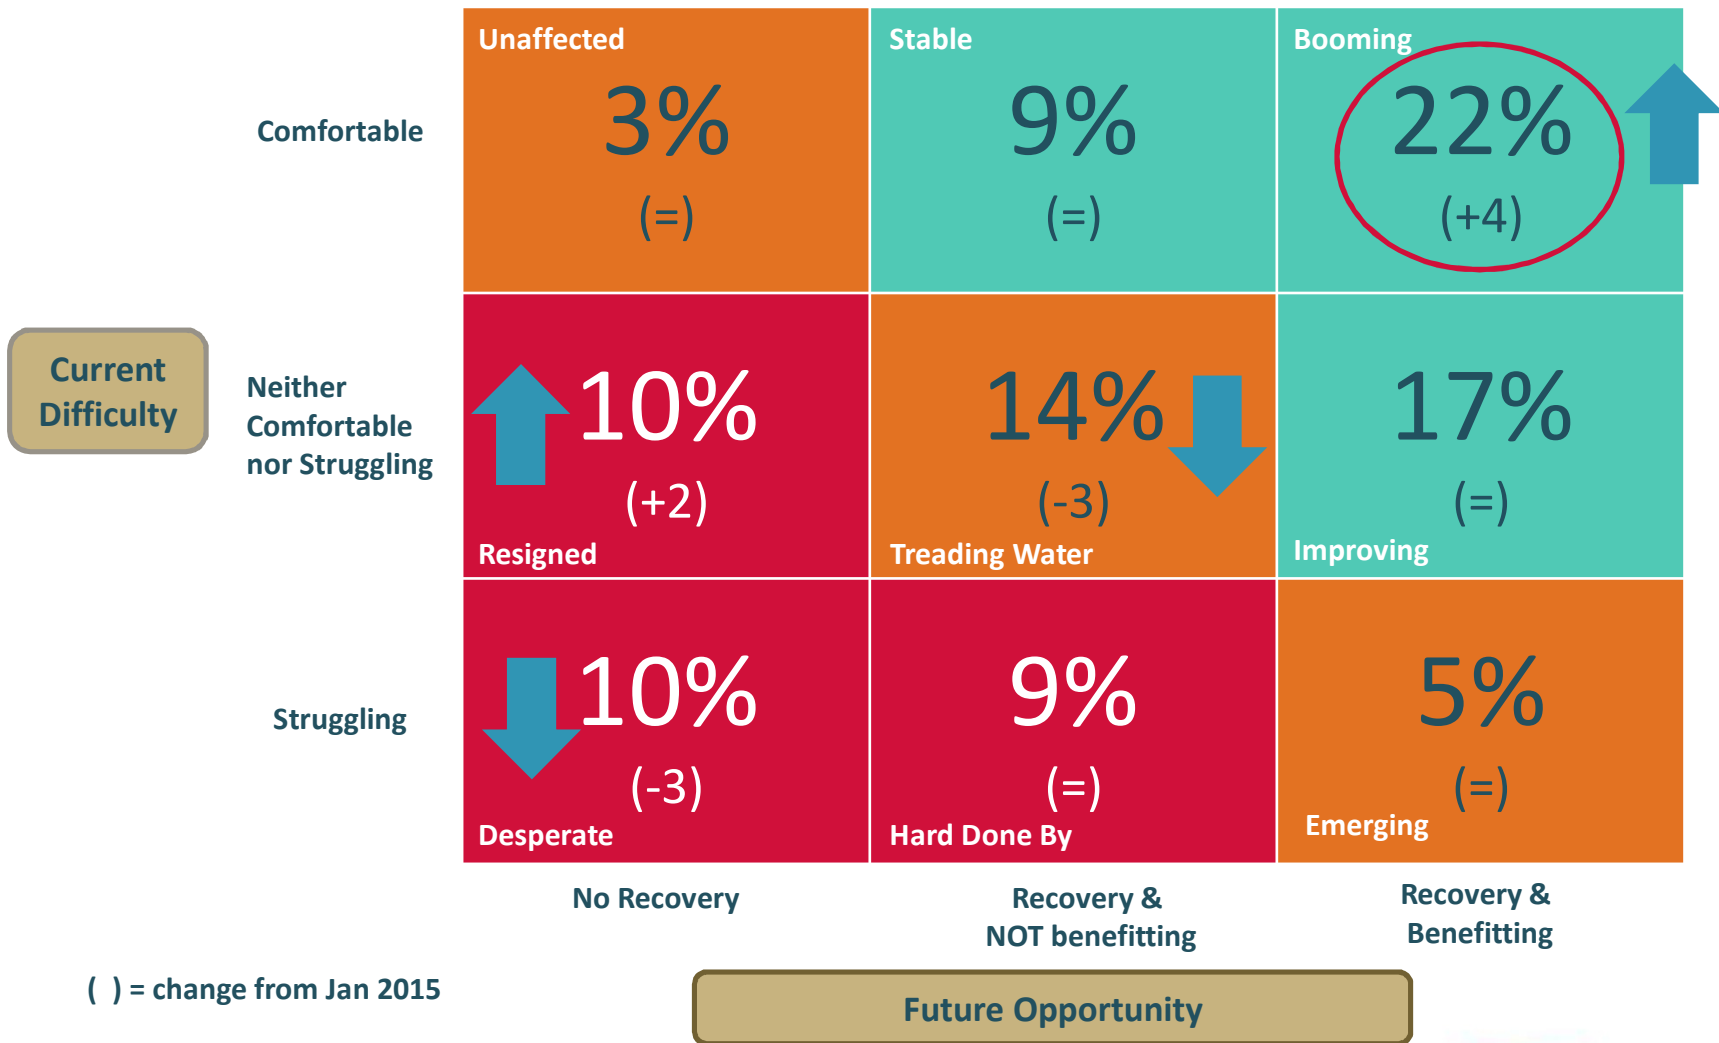 Unaffected
3%
(=)
Stable
9%
(=)
Booming
22%
(+4)
Comfortable
Current
Difficulty
Neither
Comfortable
nor Struggling
10%
(+2)
Resigned
14%
(-3)
Treading Water
17%
(=)
Improving
Struggling
10%
(-3)
Desperate
9%
(=)
Hard Done By
5%
(=)
Emerging
No Recovery
Recovery &
NOT benefitting
Recovery &
Benefitting
( ) = change from Jan 2015
Future Opportunity